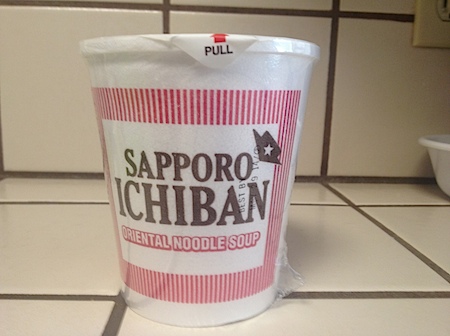 PULL
SAPPORO
ICHIBAN
ORIENTAL NOODLE SOUP